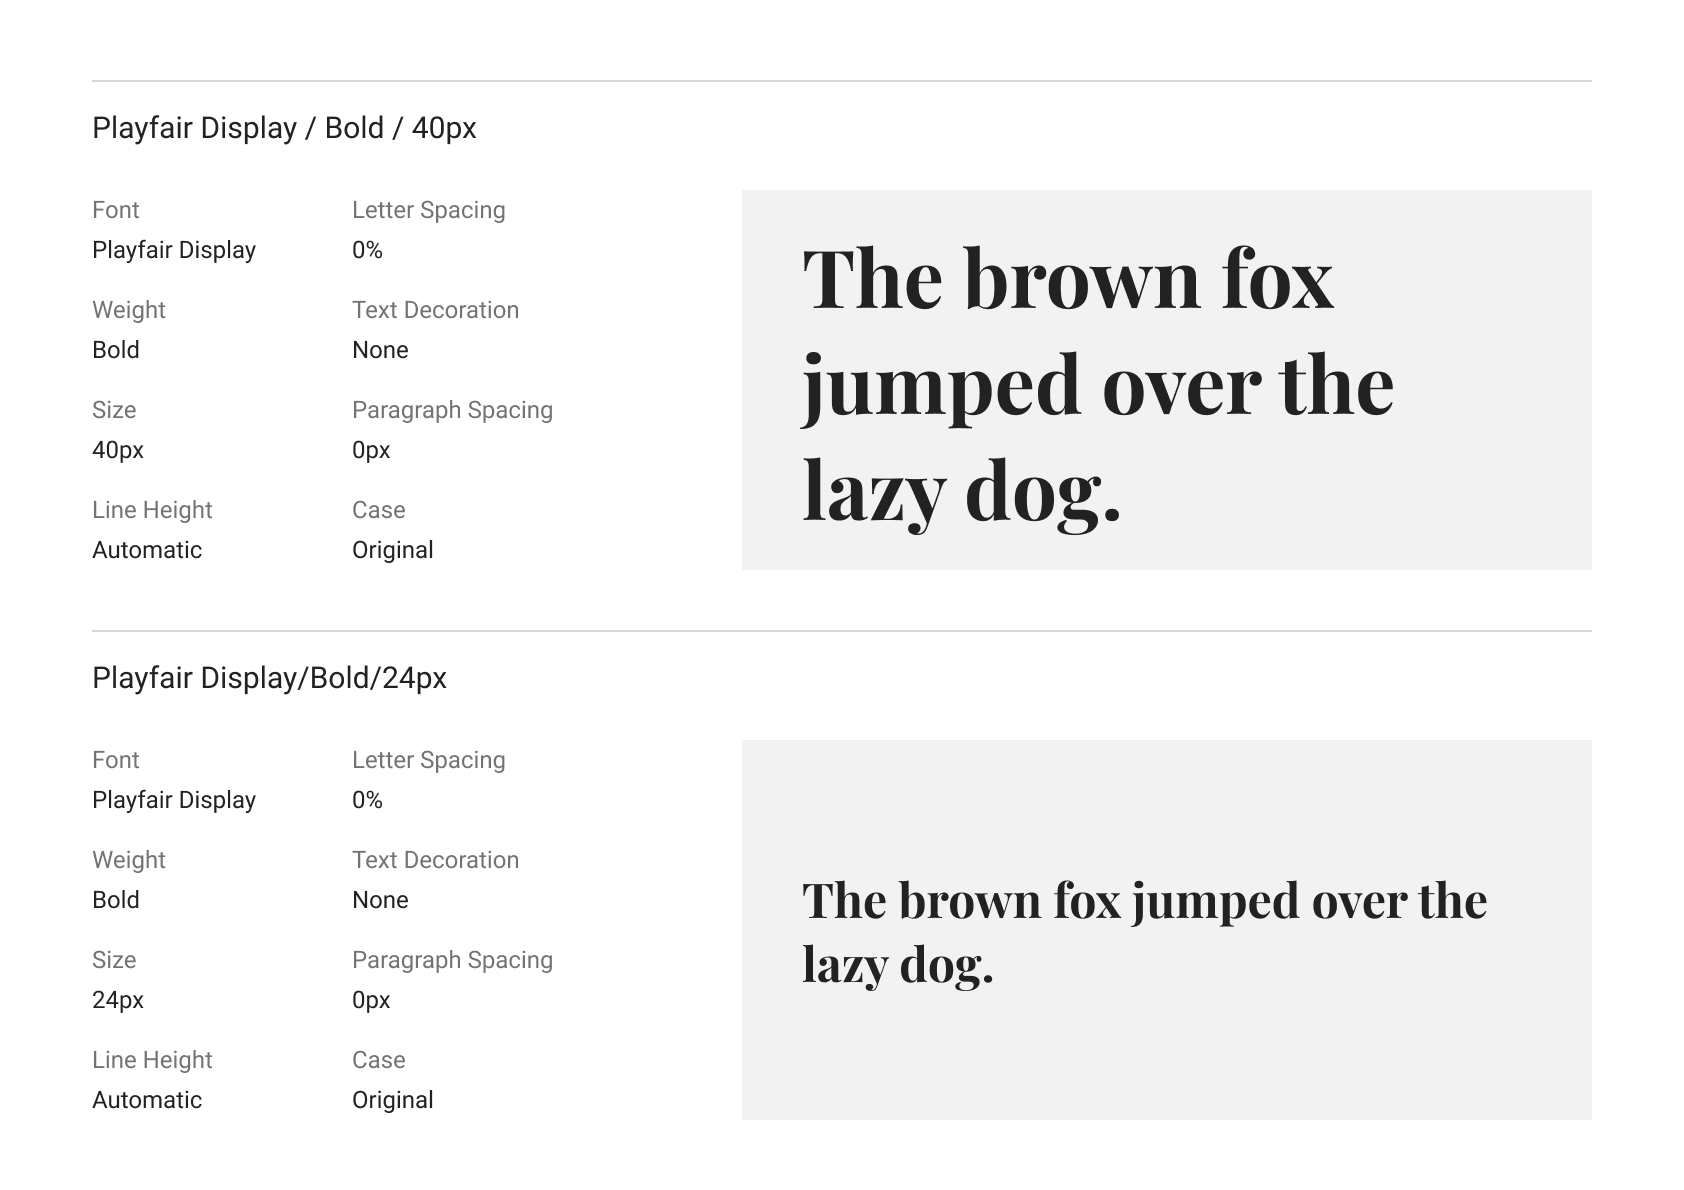 Playfair Display / Bold / 40px
Font
Playfair Display
Letter Spacing
0%
Weight
Bold
Text Decoration
None
Size
40px
Paragraph Spacing
0px
Line Height
Automatic
Case
Original
The brown fox
jumped over the
lazy dog.
Playfair Display/Bold/24px
Font
Playfair Display
Letter Spacing
0%
Weight
Bold
Text Decoration
None
Size
24px
Paragraph Spacing
0px
Line Height
Automatic
Case
Original
The brown fox jumped over the
lazy dog.